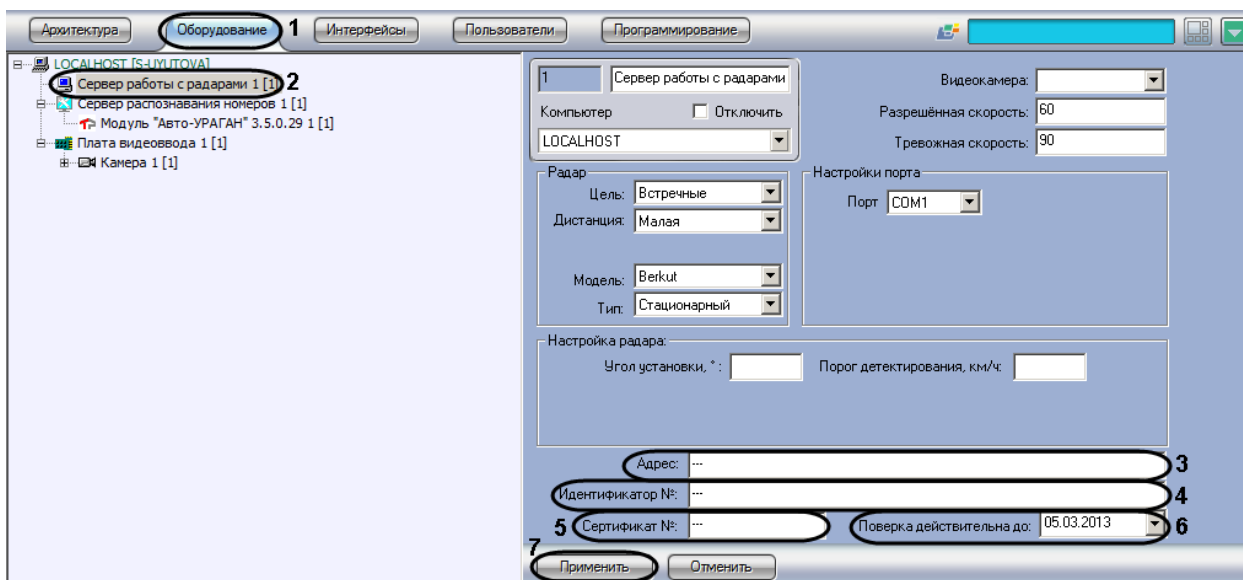 Архитектура Оборудование 1 Интерфейсы Пользователи Программирование
LOCALHOST [S-UYUTOVA]
Сервер работы с радарами 1 [1] 2
Сервер распознавания номеров 1 [1]
Модуль "Авто-УРАГАН" 3.5.0.29 1 [1]
Плата видеоввода 1 [1]
Камера 1 [1]
1 Сервер работы с радарами
Компьютер Отключить
LOCALHOST
Видеокамера:
Разрешённая скорость: 60
Тревожная скорость: 90
Радар
Цель: Встречные
Дистанция: Малая
Модель: Berkut
Тип: Стационарный
Настройки порта
Порт COM1
Настройка радара:
Угол установки, ° : Порог детектирования, км/ч:
Адрес: --- 3
Идентификатор №: --- 4
5 Сертификат №: --- Поверка действительна до: 05.03.2013 6
7 Применить Отменить